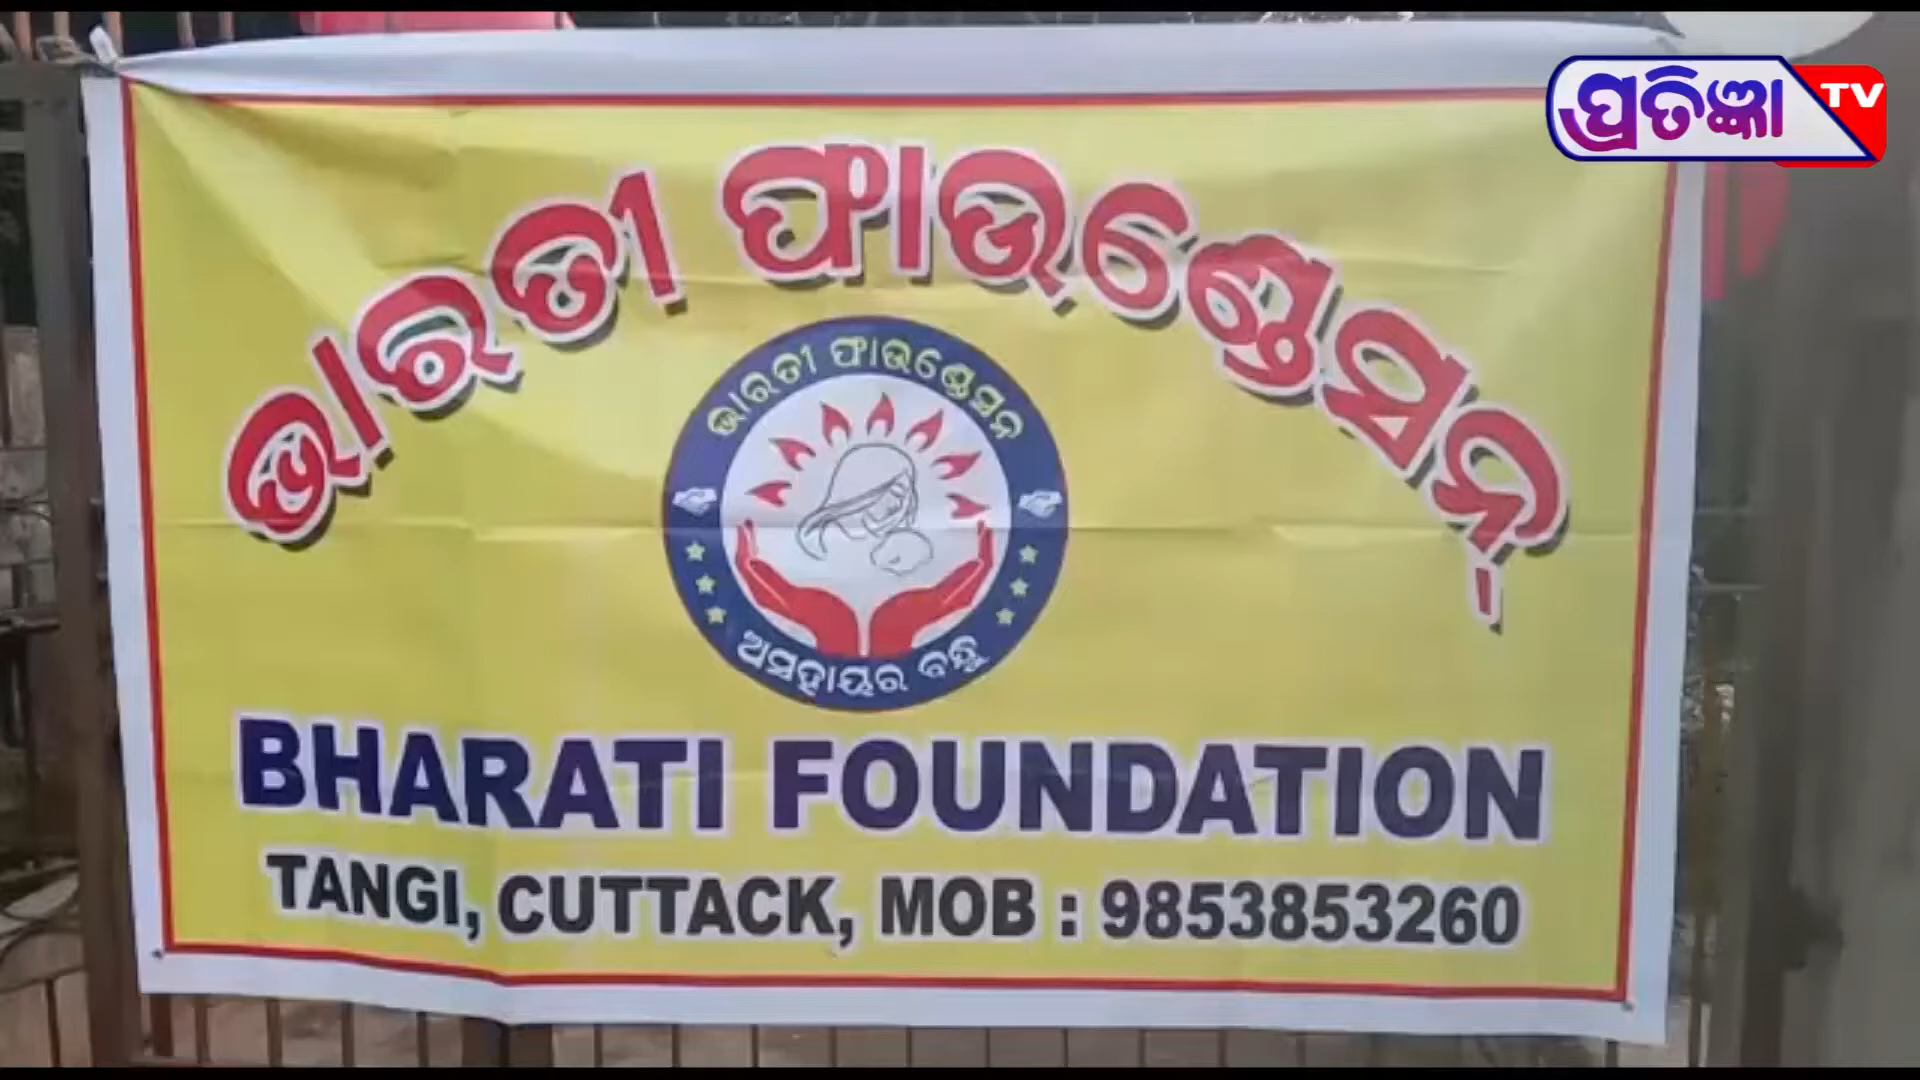 ପ୍ରତିଜ୍ଞା TV
ଭାରତୀ ଫାଉଣ୍ଡେସନ୍
ଭାରତୀ ଫାଉଣ୍ଡେସନ
ଅସହାୟର ବନ୍ଧୁ
BHARATI FOUNDATION
TANGI, CUTTACK, MOB : 9853853260